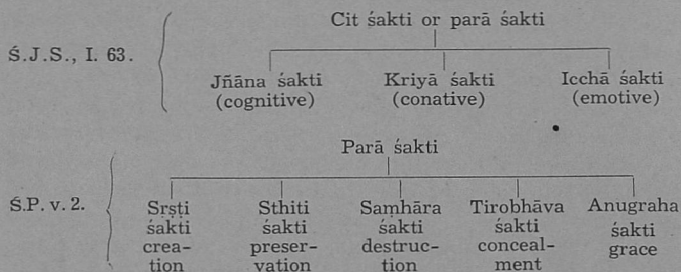 Cit śakti or parā śakti
Ś.J.S., I. 63.
Jñāna śakti Kriyā śakti Icchā śakti
(cognitive) (conative) (emotive)
Parā śakti
Ś.P. v. 2.
Sṛṣṭi Sthiti Saṃhāra Tirobhāva Anugraha
śakti śakti śakti śakti śakti
crea- preser- destruc- conceal- grace
tion vation tion ment